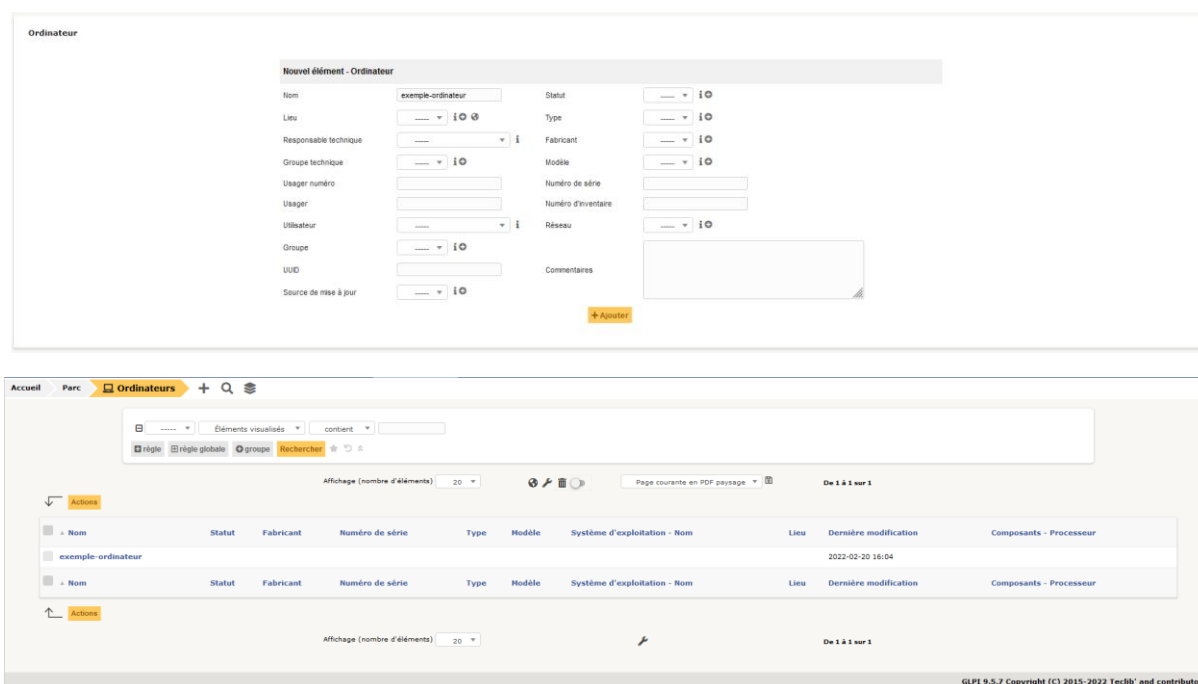 Ordinateur
Nouvel élément - Ordinateur
Nom exemple-ordinateur Statut -----
Lieu ----- Type -----
Responsable technique ----- Fabricant -----
Groupe technique ----- Modèle -----
Usager numéro Numéro de série
Usager Numéro d'inventaire
Utilisateur ----- Réseau -----
Groupe -----
UUID Commentaires
Source de mise à jour -----
+ Ajouter
Accueil Parc Ordinateurs
----- Éléments visualisés contient
règle règle globale groupe Rechercher
Affichage (nombre d'éléments) 20 Page courante en PDF paysage De 1 à 1 sur 1
Actions
Nom Statut Fabricant Numéro de série Type Modèle Système d'exploitation - Nom Lieu Dernière modification Composants - Processeur
exemple-ordinateur 2022-02-20 16:04
Nom Statut Fabricant Numéro de série Type Modèle Système d'exploitation - Nom Lieu Dernière modification Composants - Processeur
Actions
Affichage (nombre d'éléments) 20 De 1 à 1 sur 1
GLPI 9.5.7 Copyright (C) 2015-2022 Teclib' and contributo